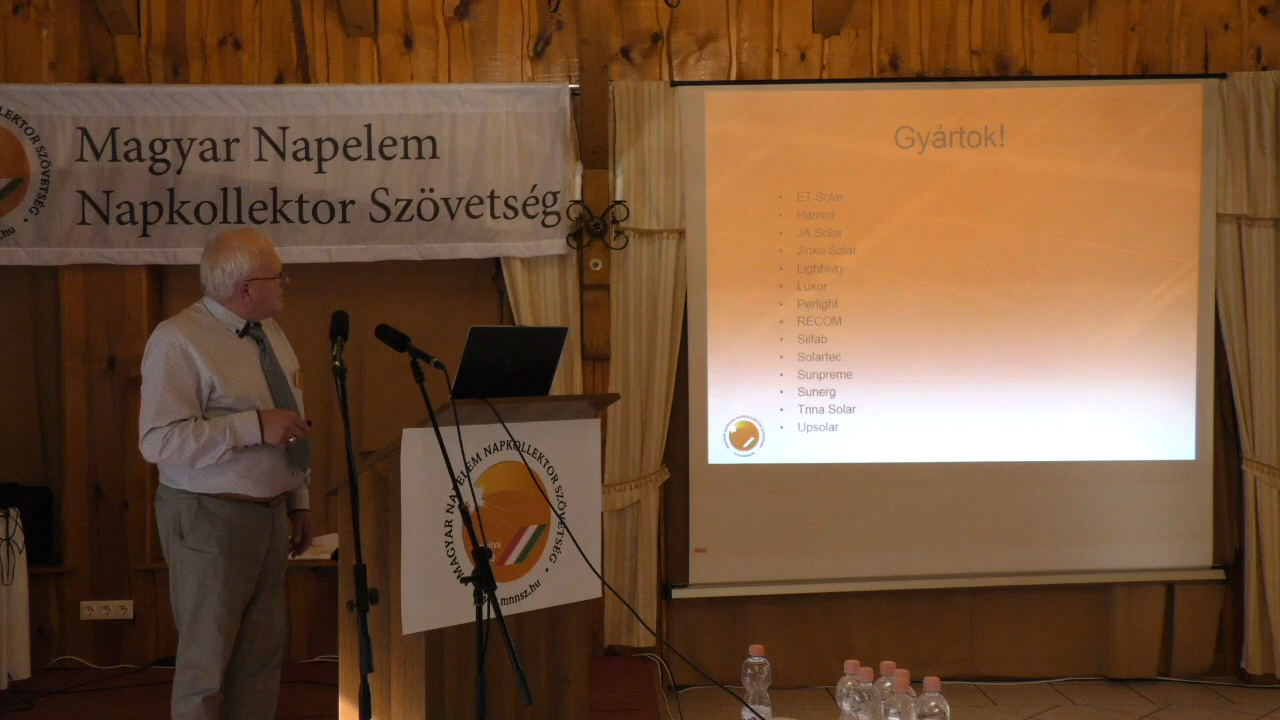 Magyar Napelem
Napkollektor Szövetség
Gyártok!
• ET Solar
• Hansol
• JA Solar
• Jinko Solar
• Lightway
• Luxor
• Perlight
• RECOM
• Silfab
• Solartec
• Sunpreme
• Sunerg
• Trina Solar
• Upsolar
MAGYAR NAPELEM NAPKOLLEKTOR SZÖVETSÉG •
www.mnnsz.hu